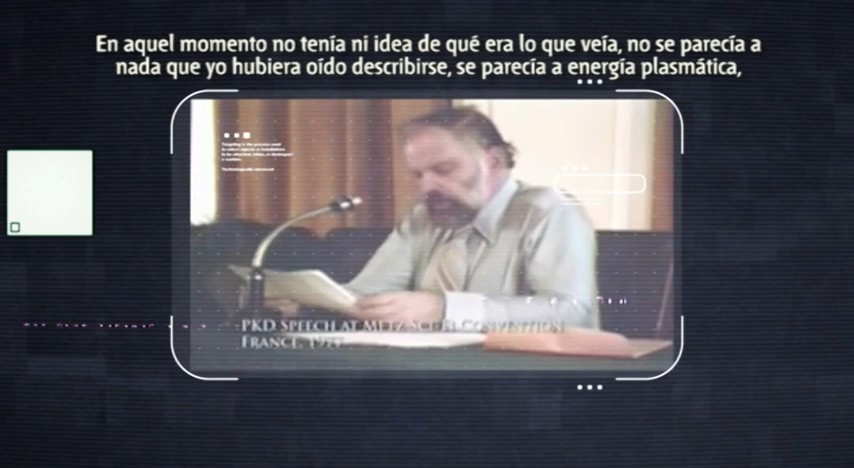 En aquel momento no tenía ni idea de qué era lo que veía, no se parecía a
nada que yo hubiera oído describirse, se parecía a energía plasmática,
PKD Speech at Metz Sci-Fi Convention
France, 1977